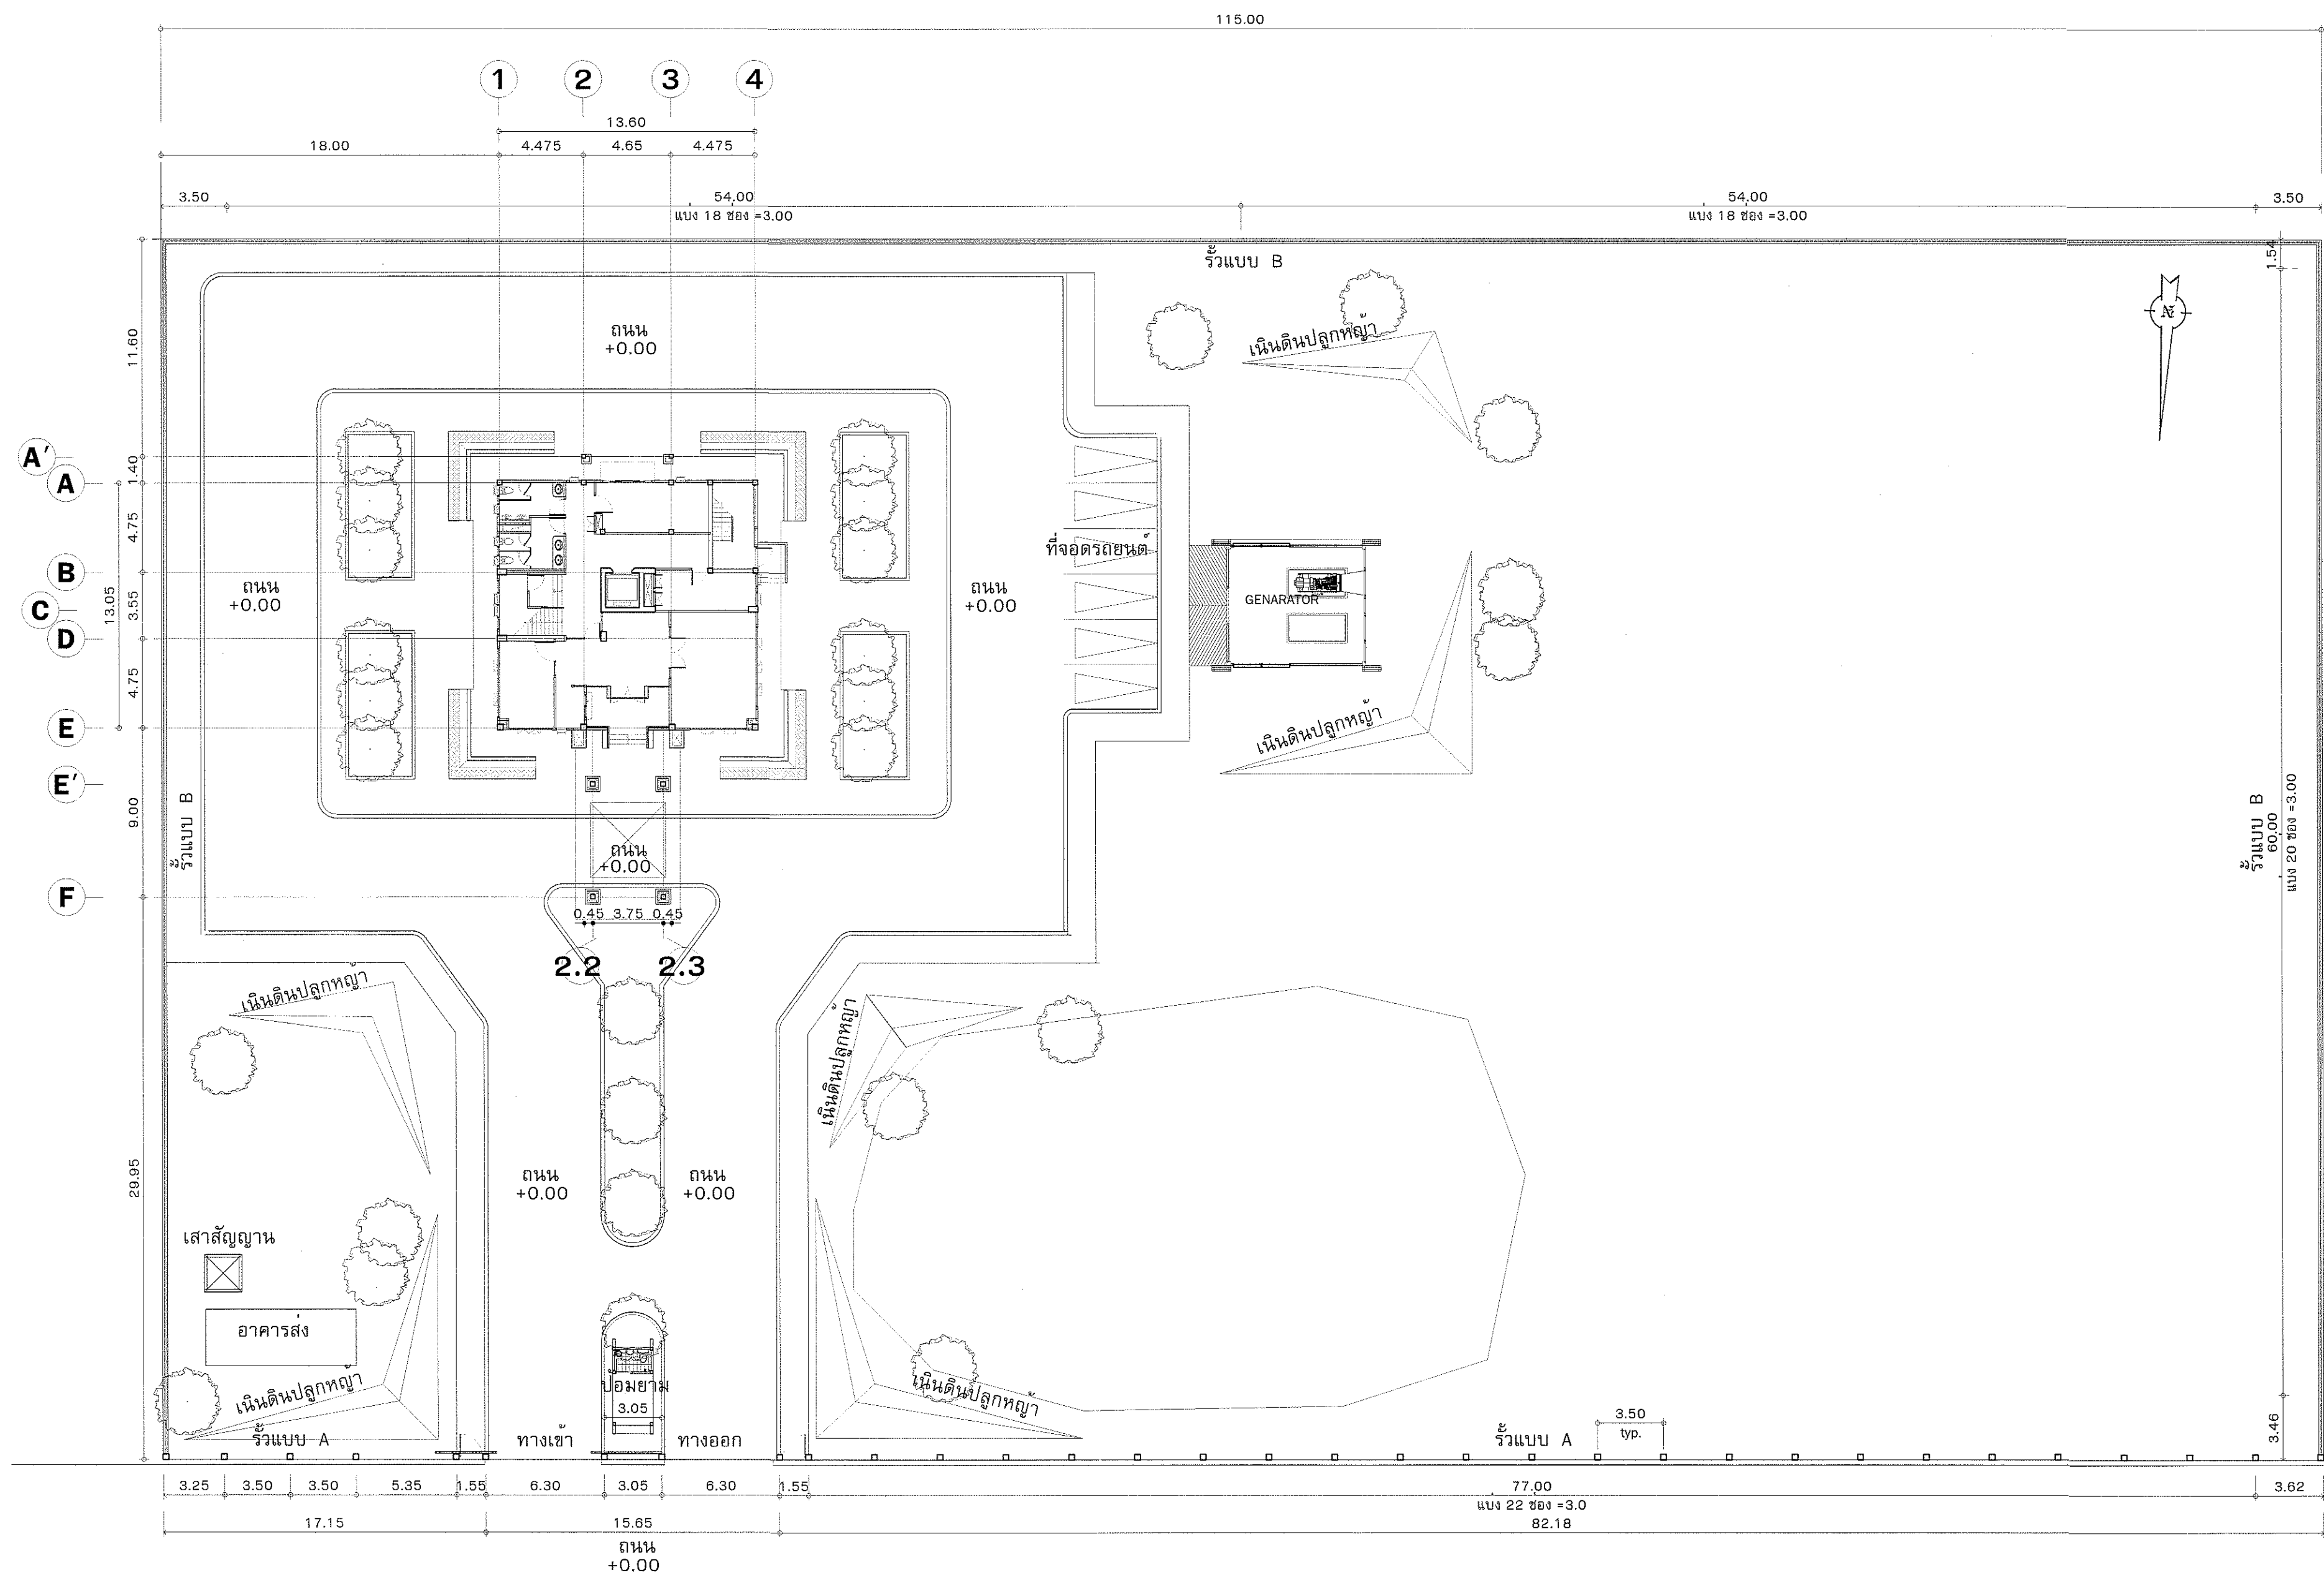 115.00
1
2
3
4
13.60
18.00
4.475
4.65
4.475
3.50
54.00
แบ่ง 18 ช่อง =3.00
54.00
แบ่ง 18 ช่อง =3.00
3.50
รั้วแบบ B
1.54
N
11.60
ถนน
+0.00
เนินดินปลูกหญ้า
A'
1.40
A
4.75
ที่จอดรถยนต์
B
13.05
3.55
C
ถนน
+0.00
ถนน
+0.00
GENARATOR
D
4.75
เนินดินปลูกหญ้า
E
E'
9.00
รั้วแบบ B
ถนน
+0.00
รั้วแบบ B
60.00
แบ่ง 20 ช่อง =3.00
F
0.45
3.75
0.45
2.2
2.3
เนินดินปลูกหญ้า
เนินดินปลูกหญ้า
29.95
ถนน
+0.00
ถนน
+0.00
เสาสัญญาน
อาคารส่ง
ป้อมยาม
3.05
เนินดินปลูกหญ้า
เนินดินปลูกหญ้า
3.50
typ.
3.46
รั้วแบบ A
ทางเข้า
ทางออก
รั้วแบบ A
3.25
3.50
3.50
5.35
1.55
6.30
3.05
6.30
1.55
77.00
แบ่ง 22 ช่อง =3.0
3.62
17.15
15.65
82.18
ถนน
+0.00